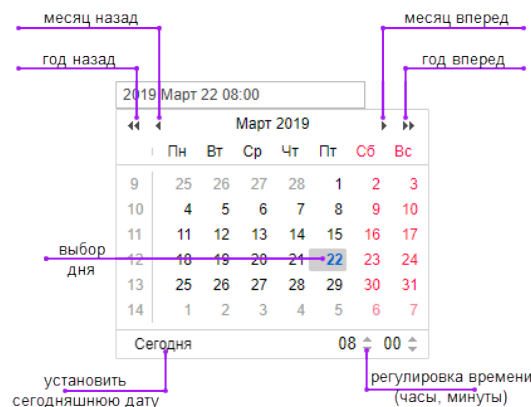 месяц назад
месяц вперед
год назад
год вперед
2019 Март 22 08:00
Март 2019
Пн Вт Ср Чт Пт Сб Вс
9 25 26 27 28 1 2 3
10 4 5 6 7 8 9 10
11 11 12 13 14 15 16 17
выбор
дня
12 18 19 20 21 22 23 24
13 25 26 27 28 29 30 31
14 1 2 3 4 5 6 7
Сегодня 08 00
установить
сегодняшнюю дату
регулировка времени
(часы, минуты)